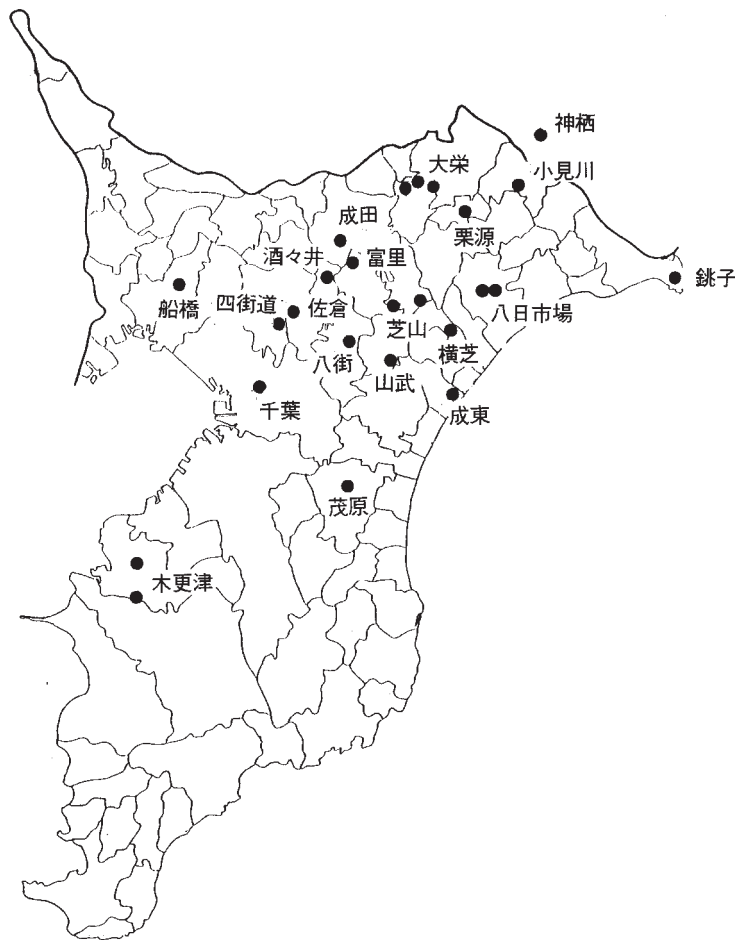 神栖
大栄
小見川
成田
栗源
酒々井
富里
銚子
船橋
四街道
佐倉
芝山
八日市場
八街
横芝
山武
千葉
成東
茂原
木更津